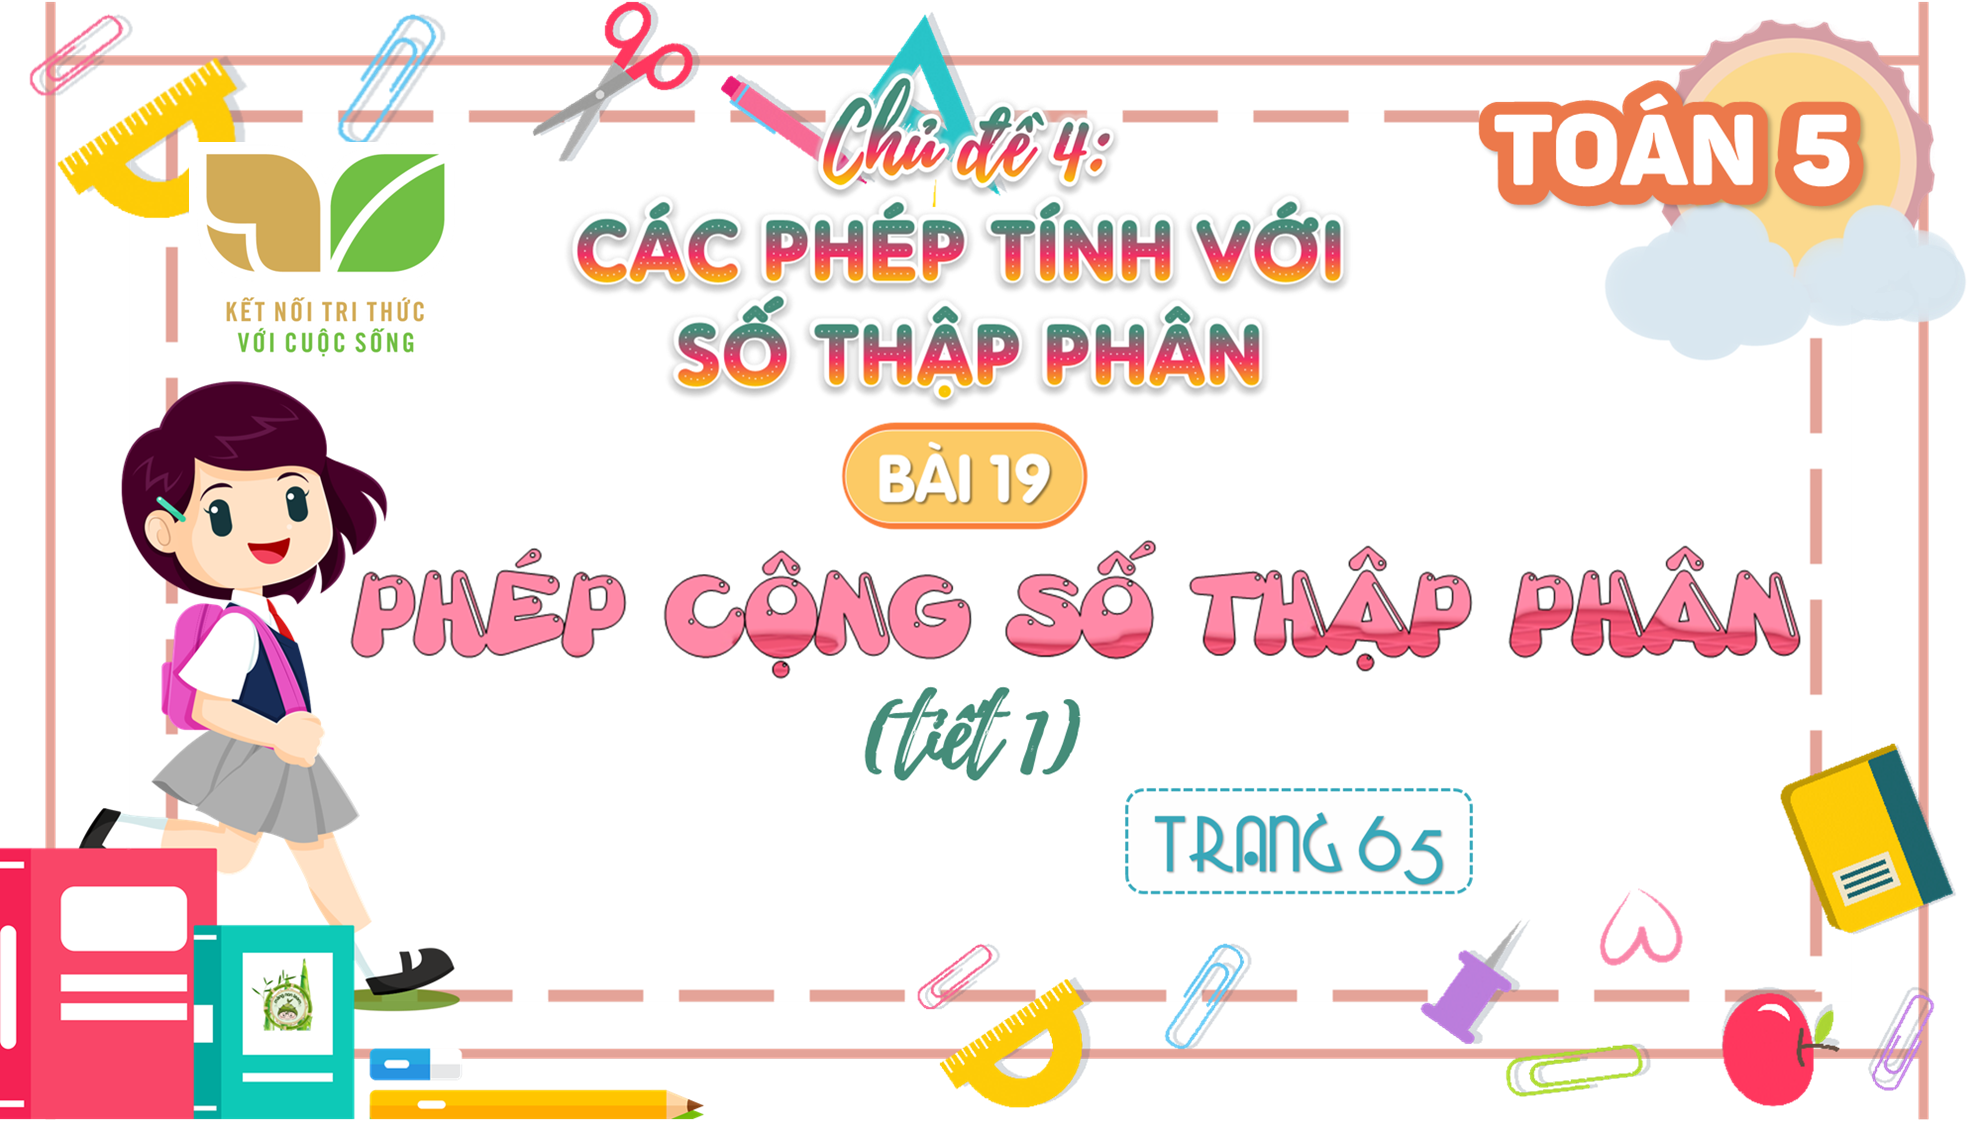 TOÁN 5
KẾT NỐI TRI THỨC
VỚI CUỘC SỐNG
Chủ đề 4:
CÁC PHÉP TÍNH VỚI
SỐ THẬP PHÂN
BÀI 19
PHÉP CỘNG SỐ THẬP PHÂN
(tiết 1)
TRANG 65